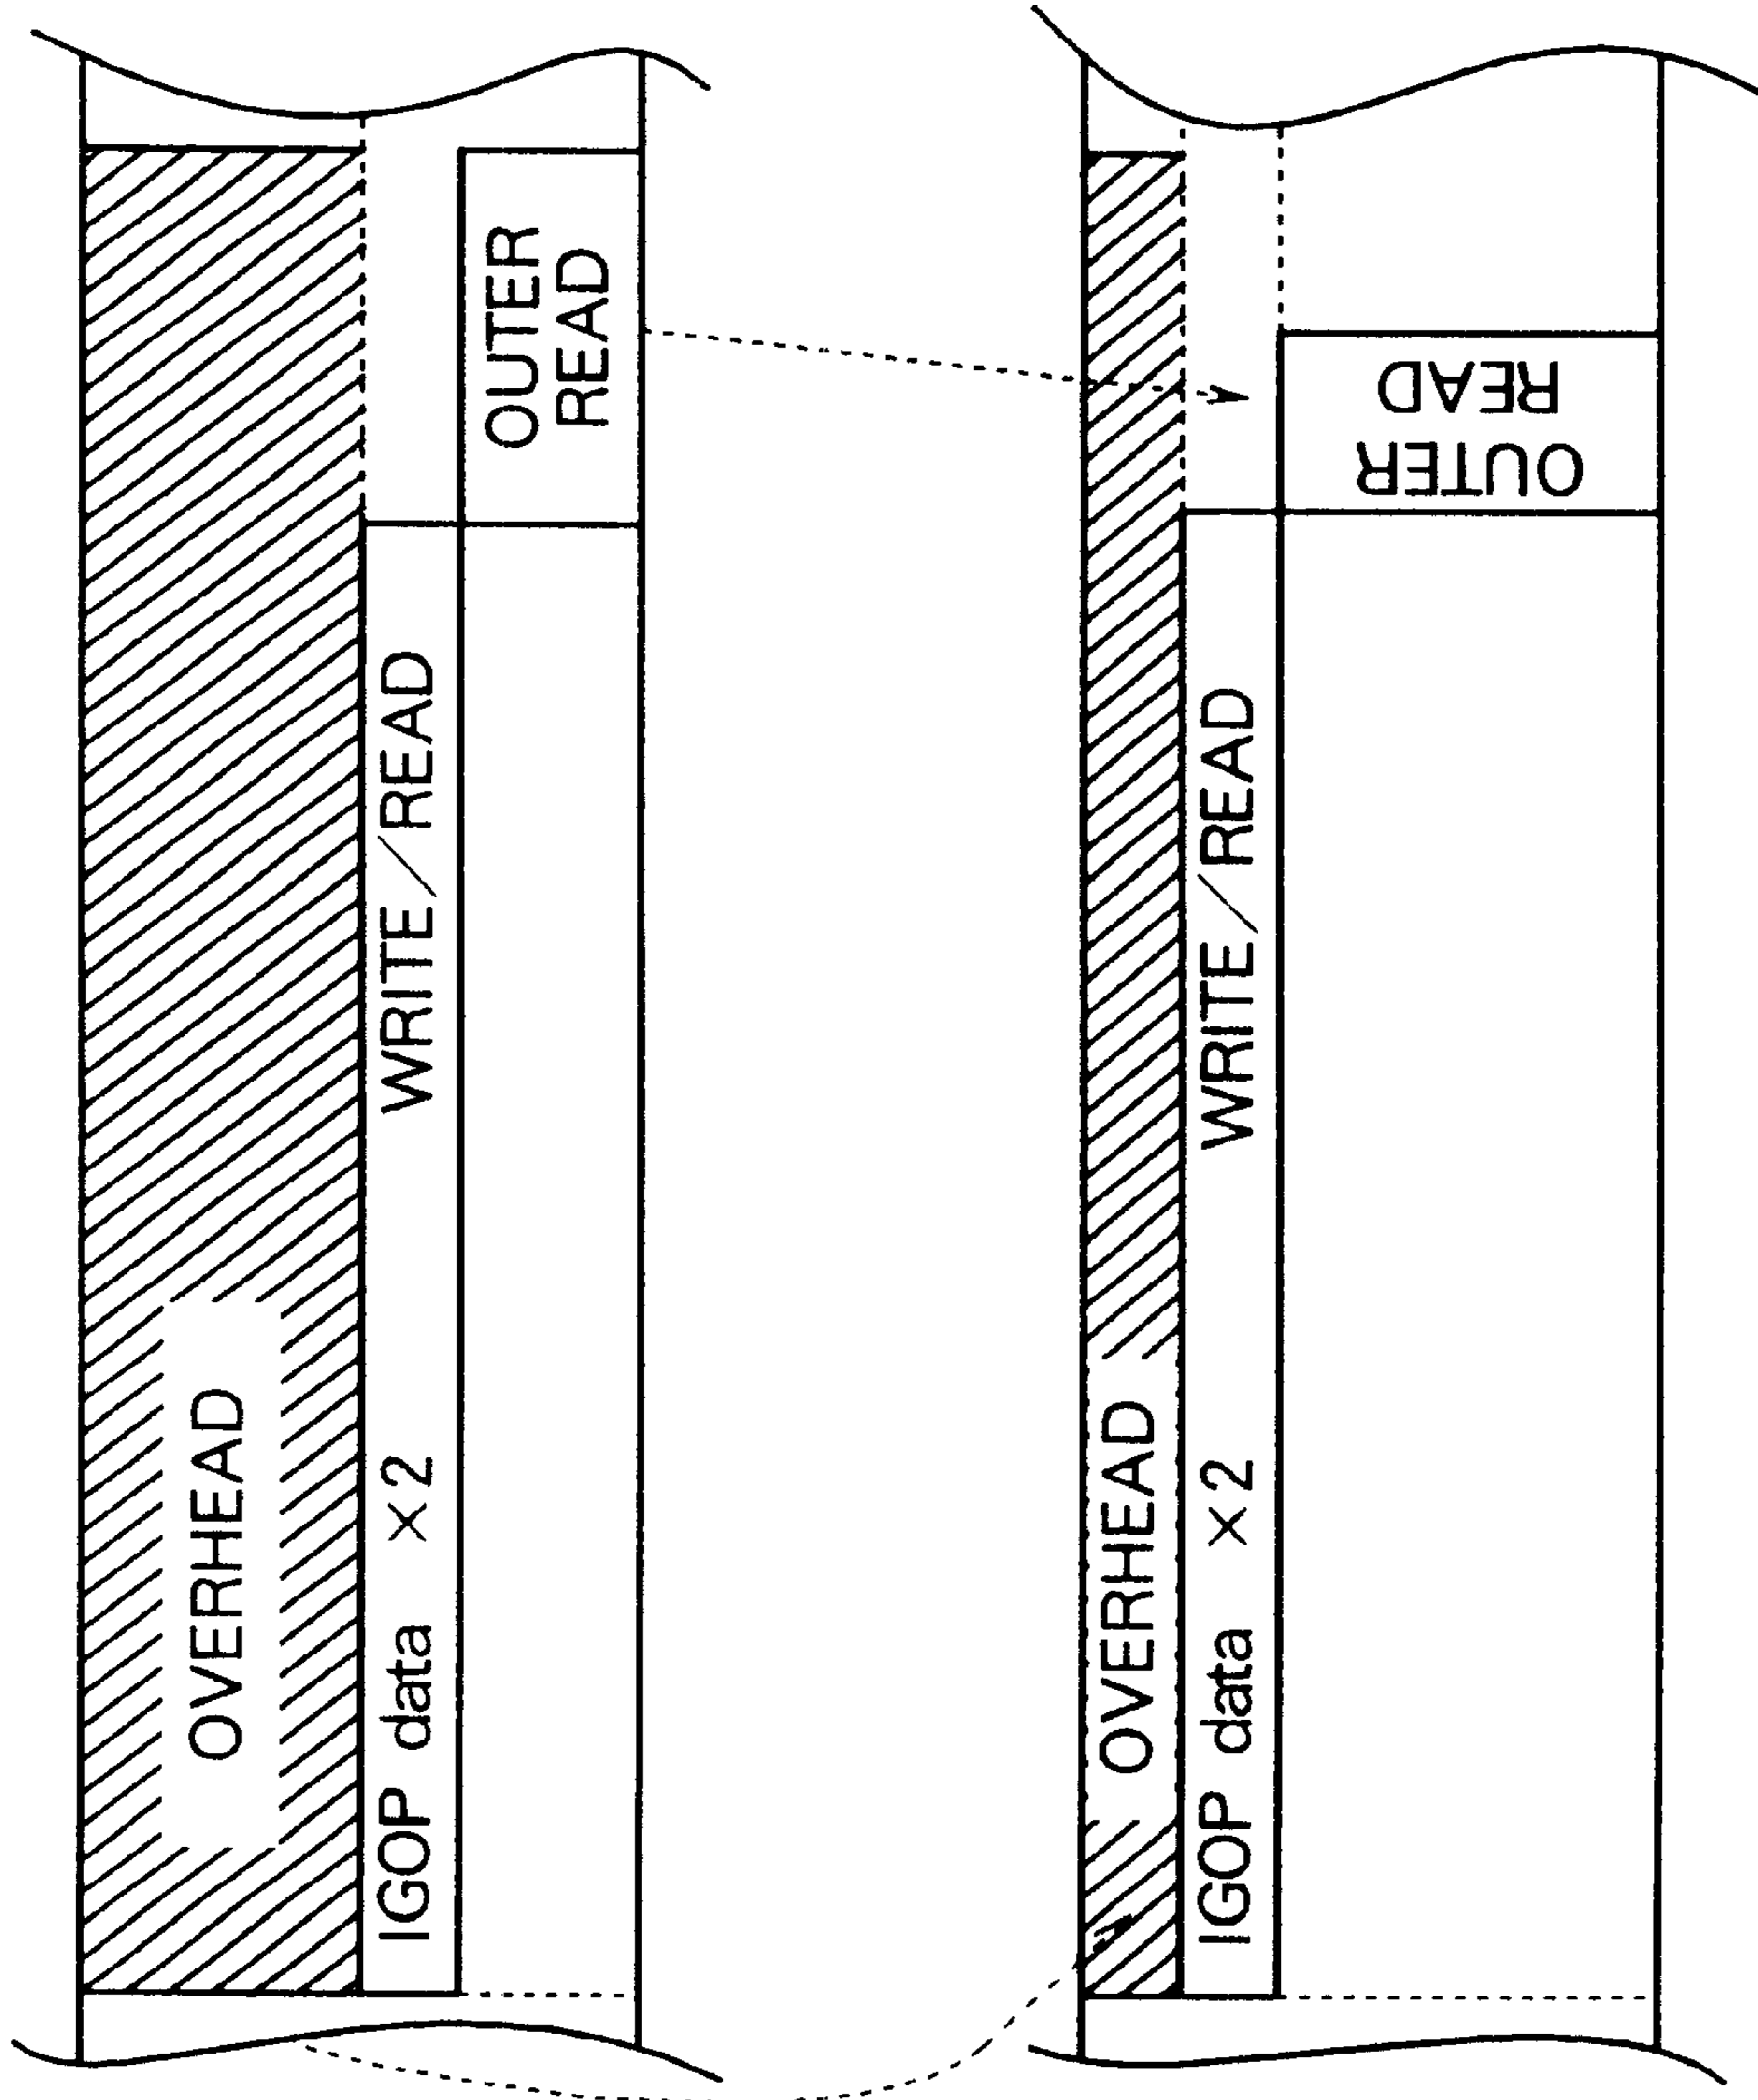 OVERHEAD
IGOP data ×2 WRITE/READ
OUTER
READ
OVERHEAD
IGOP data ×2 WRITE/READ
OUTER
READ